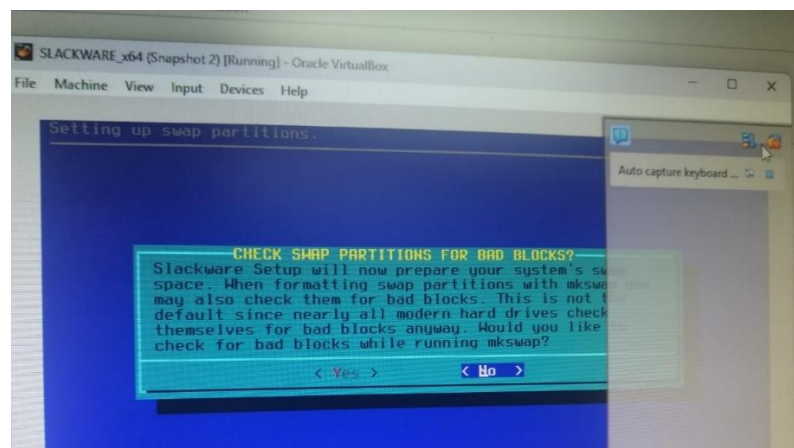 SLACKWARE_x64 (Snapshot 2) [Running] - Oracle VirtualBox
File Machine View Input Devices Help
Setting up swap partitions.
Auto capture keyboard ...
CHECK SWAP PARTITIONS FOR BAD BLOCKS?
Slackware Setup will now prepare your system's
space. When formatting swap partitions with mkswap
may also check them for bad blocks. This is not
default since nearly all modern hard drives check
themselves for bad blocks anyway. Would you like
check for bad blocks while running mkswap?
< Yes > < No >